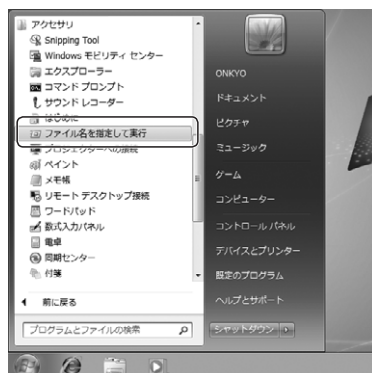 アクセサリ
Snipping Tool
Windows モビリティ センター
エクスプローラー
コマンド プロンプト
サウンド レコーダー
はじめに
ファイル名を指定して実行
プロジェクターへの接続
ペイント
メモ帳
リモート デスクトップ接続
ワードパッド
数式入力パネル
電卓
同期センター
付箋
前に戻る
プログラムとファイルの検索
ONKYO
ドキュメント
ピクチャ
ミュージック
ゲーム
コンピューター
コントロール パネル
デバイスとプリンター
既定のプログラム
ヘルプとサポート
シャットダウン